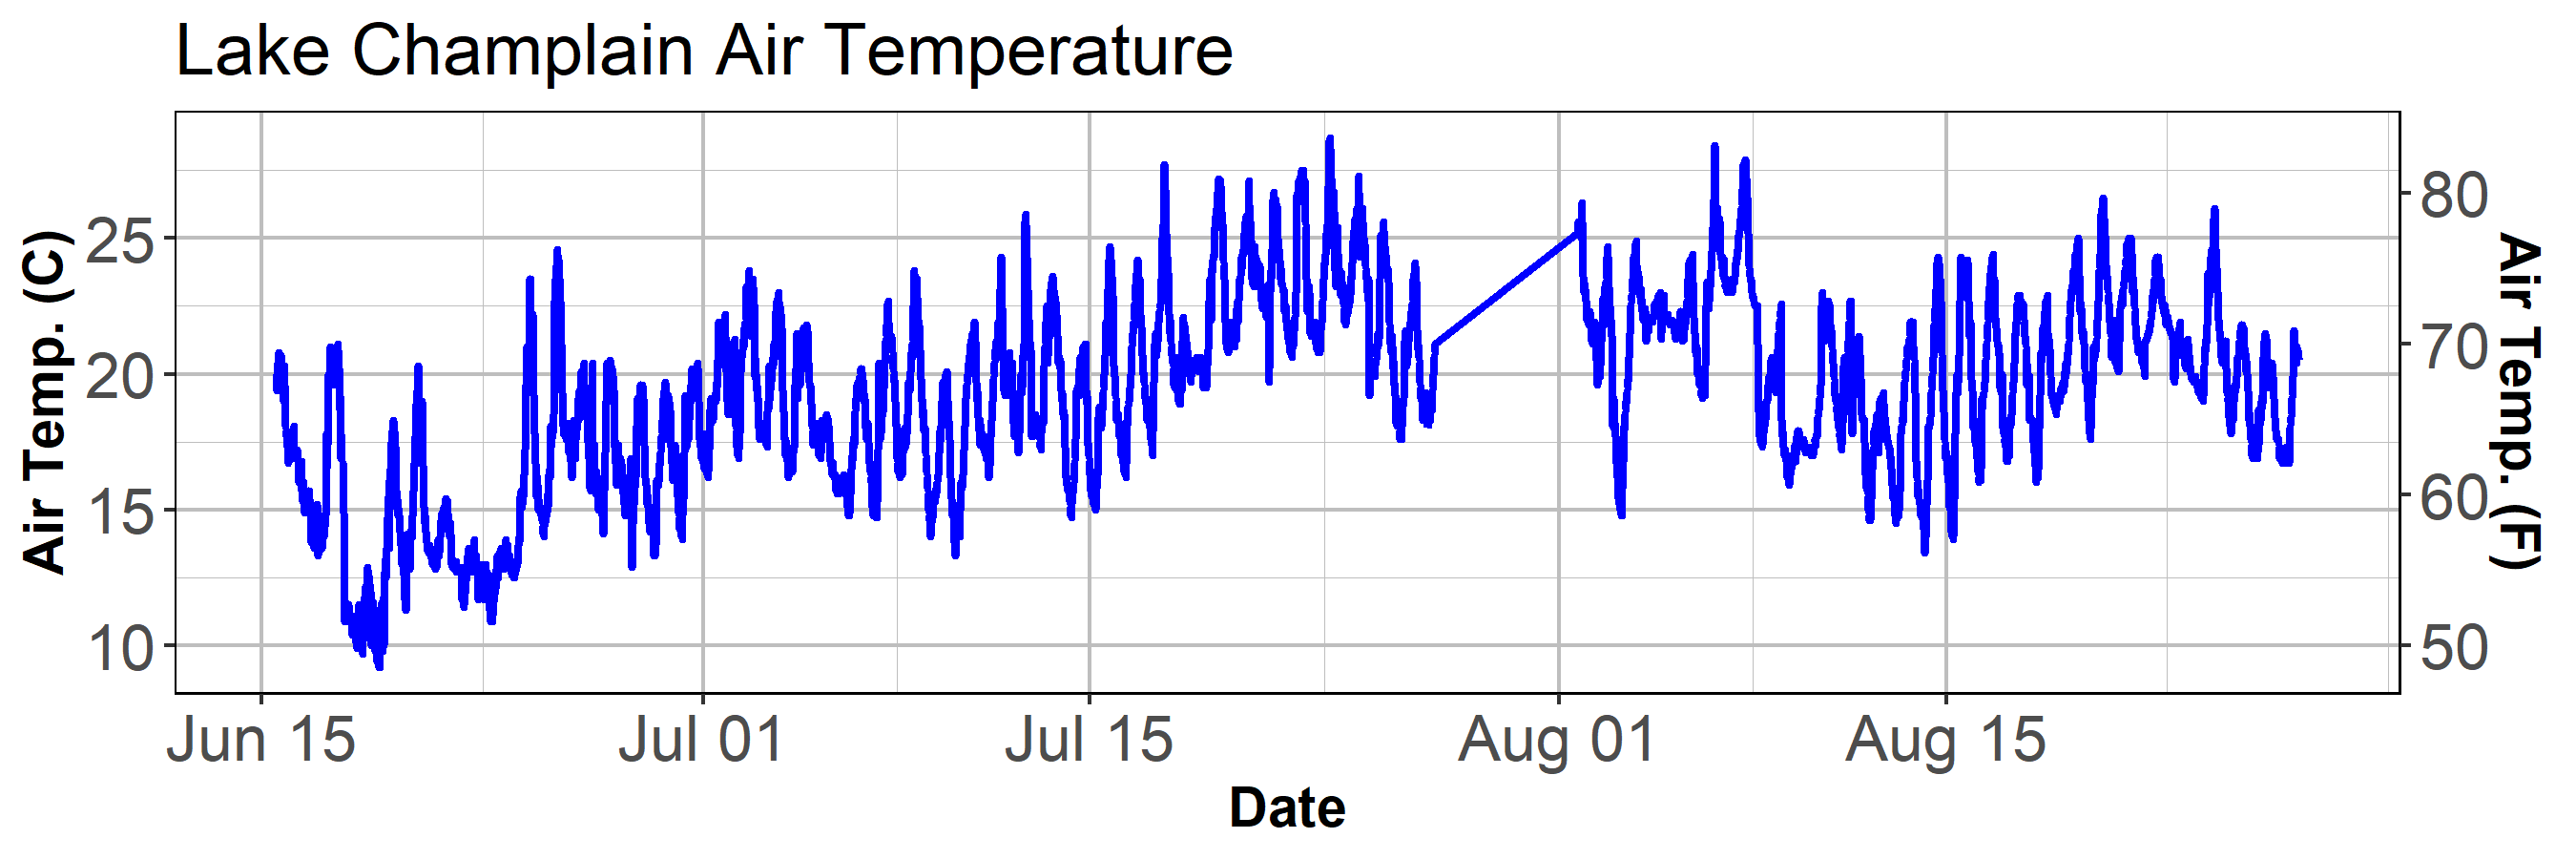 Lake Champlain Air Temperature
Air Temp. (C)
25
20
15
10
80
70
60
50
Air Temp. (F)
Jun 15
Jul 01
Jul 15
Aug 01
Aug 15
Date